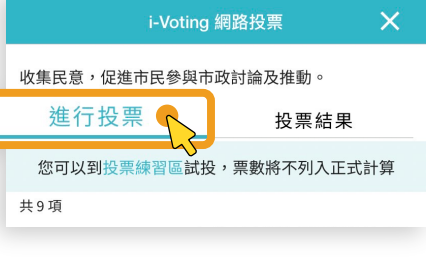 i-Voting 網路投票
收集民意，促進市民參與市政討論及推動。
進行投票
投票結果
您可以到投票練習區試投，票數將不列入正式計算
共9項